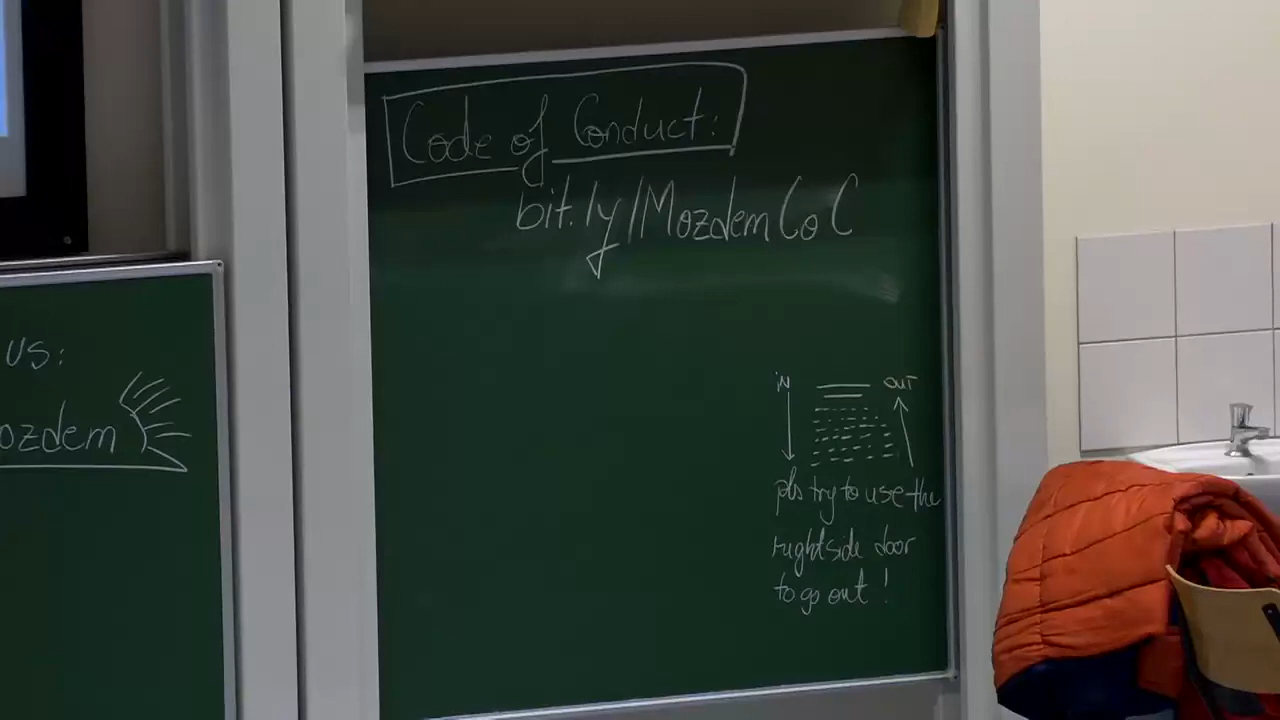 Code of Conduct:
bit.ly/MozdemCoC
us:
ozdem
IN OUT
pls try to use the
rightside door
to go out!